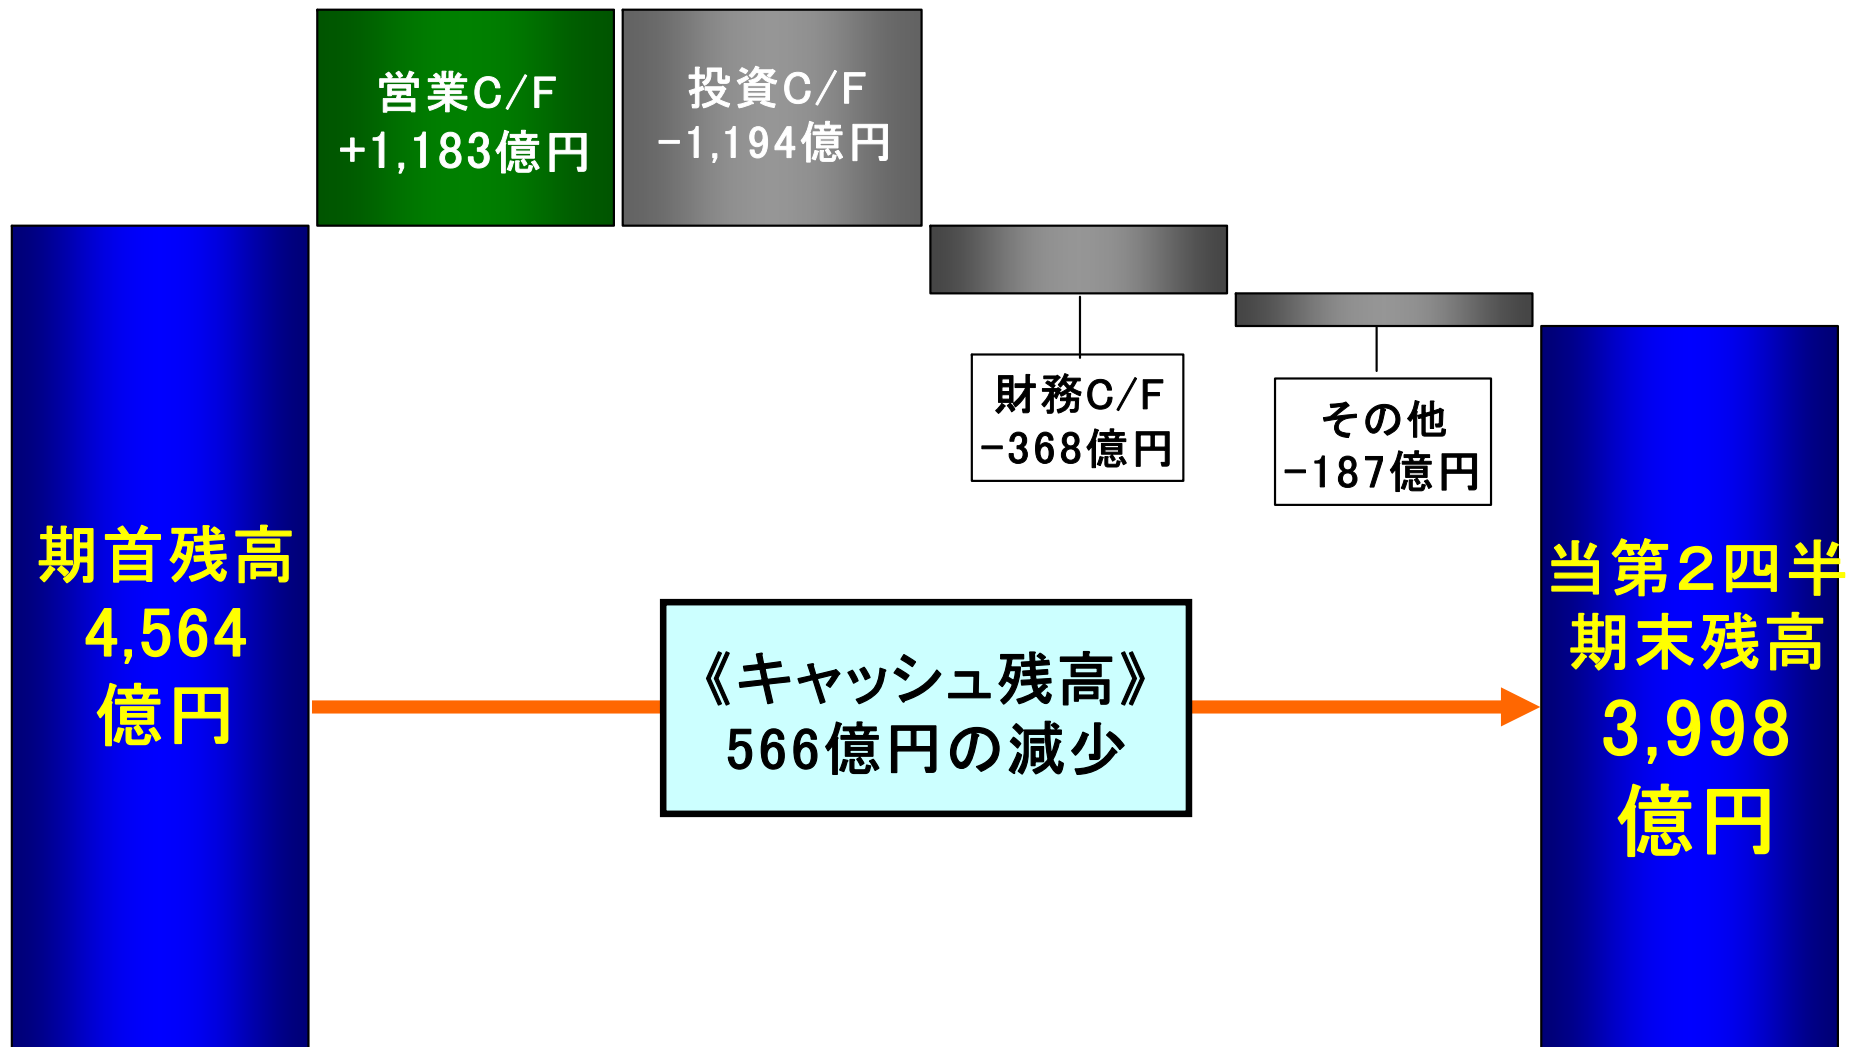 営業C/F
+1,183億円
投資C/F
-1,194億円
財務C/F
-368億円
その他
-187億円
期首残高
4,564
億円
《キャッシュ残高》
566億円の減少
当第2四半
期末残高
3,998
億円